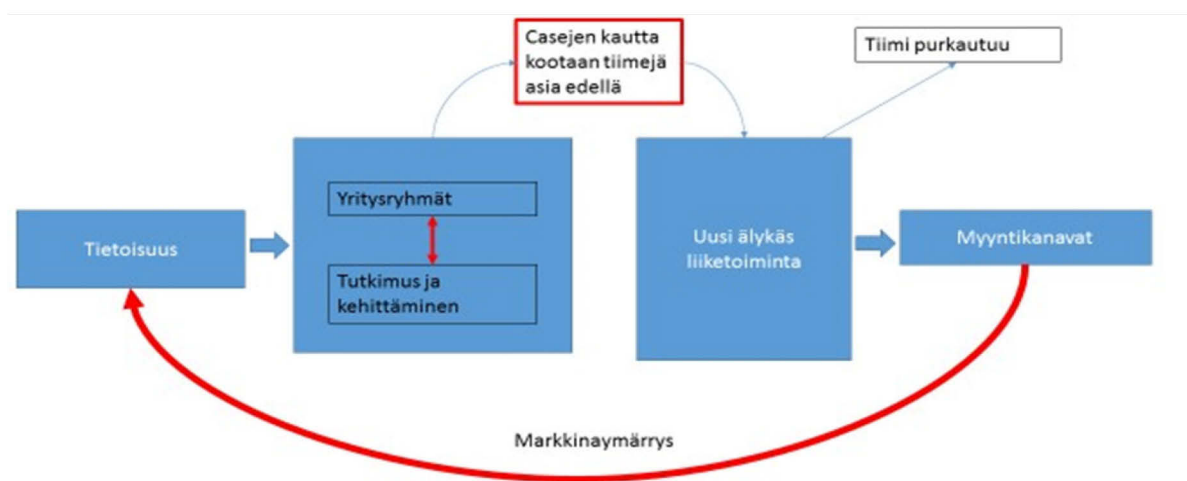 Casejen kautta
kootaan tiimejä
asia edellä
Tiimi purkautuu
Yritysryhmät
Tietoisuus
Tutkimus ja
kehittäminen
Uusi älykäs
liiketoiminta
Myyntikanavat
Markkinaymärrys